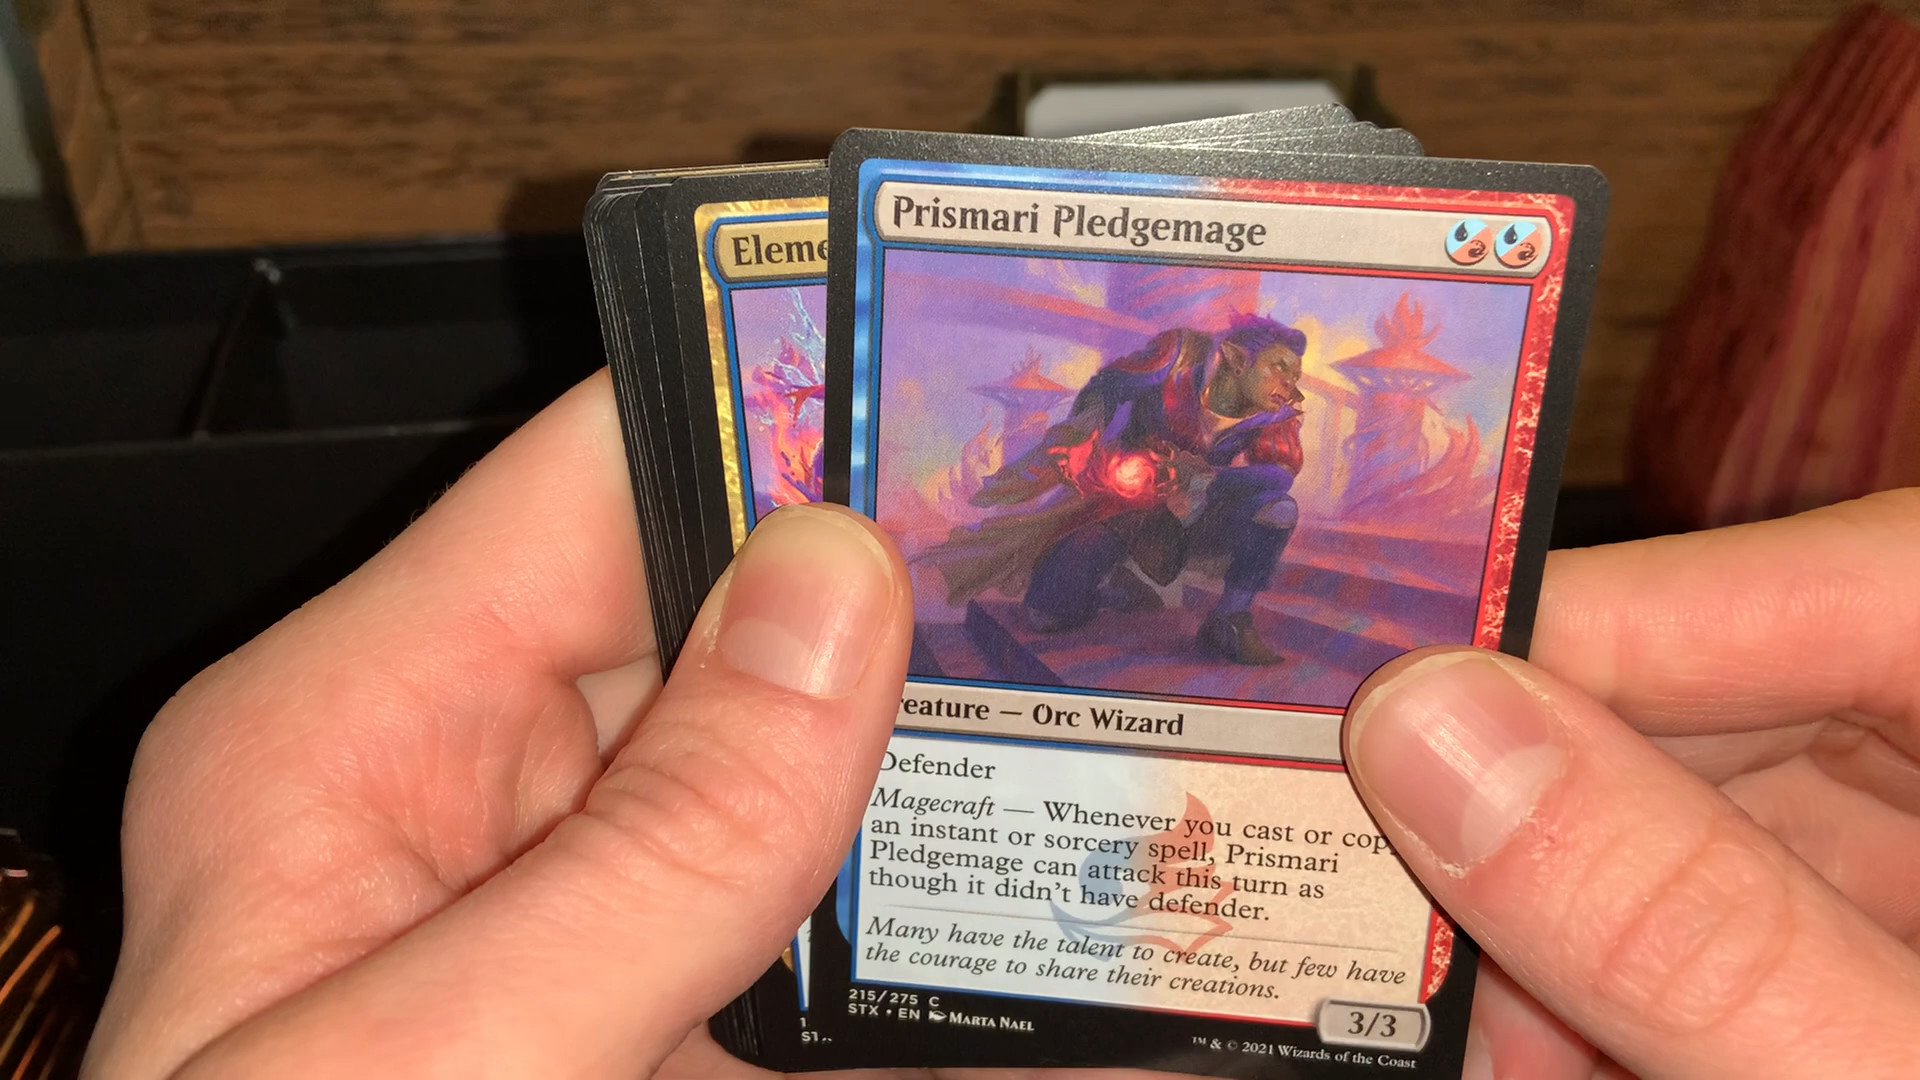 Prismari Pledgemage
Eleme
reature — Orc Wizard
Defender
Magecraft — Whenever you cast or cop
an instant or sorcery spell, Prismari
Pledgemage can attack this turn as
though it didn't have defender.
Many have the talent to create, but few have
the courage to share their creations.
215/275 C
STX • EN Marta Nael
3/3
™ & © 2021 Wizards of the Coast